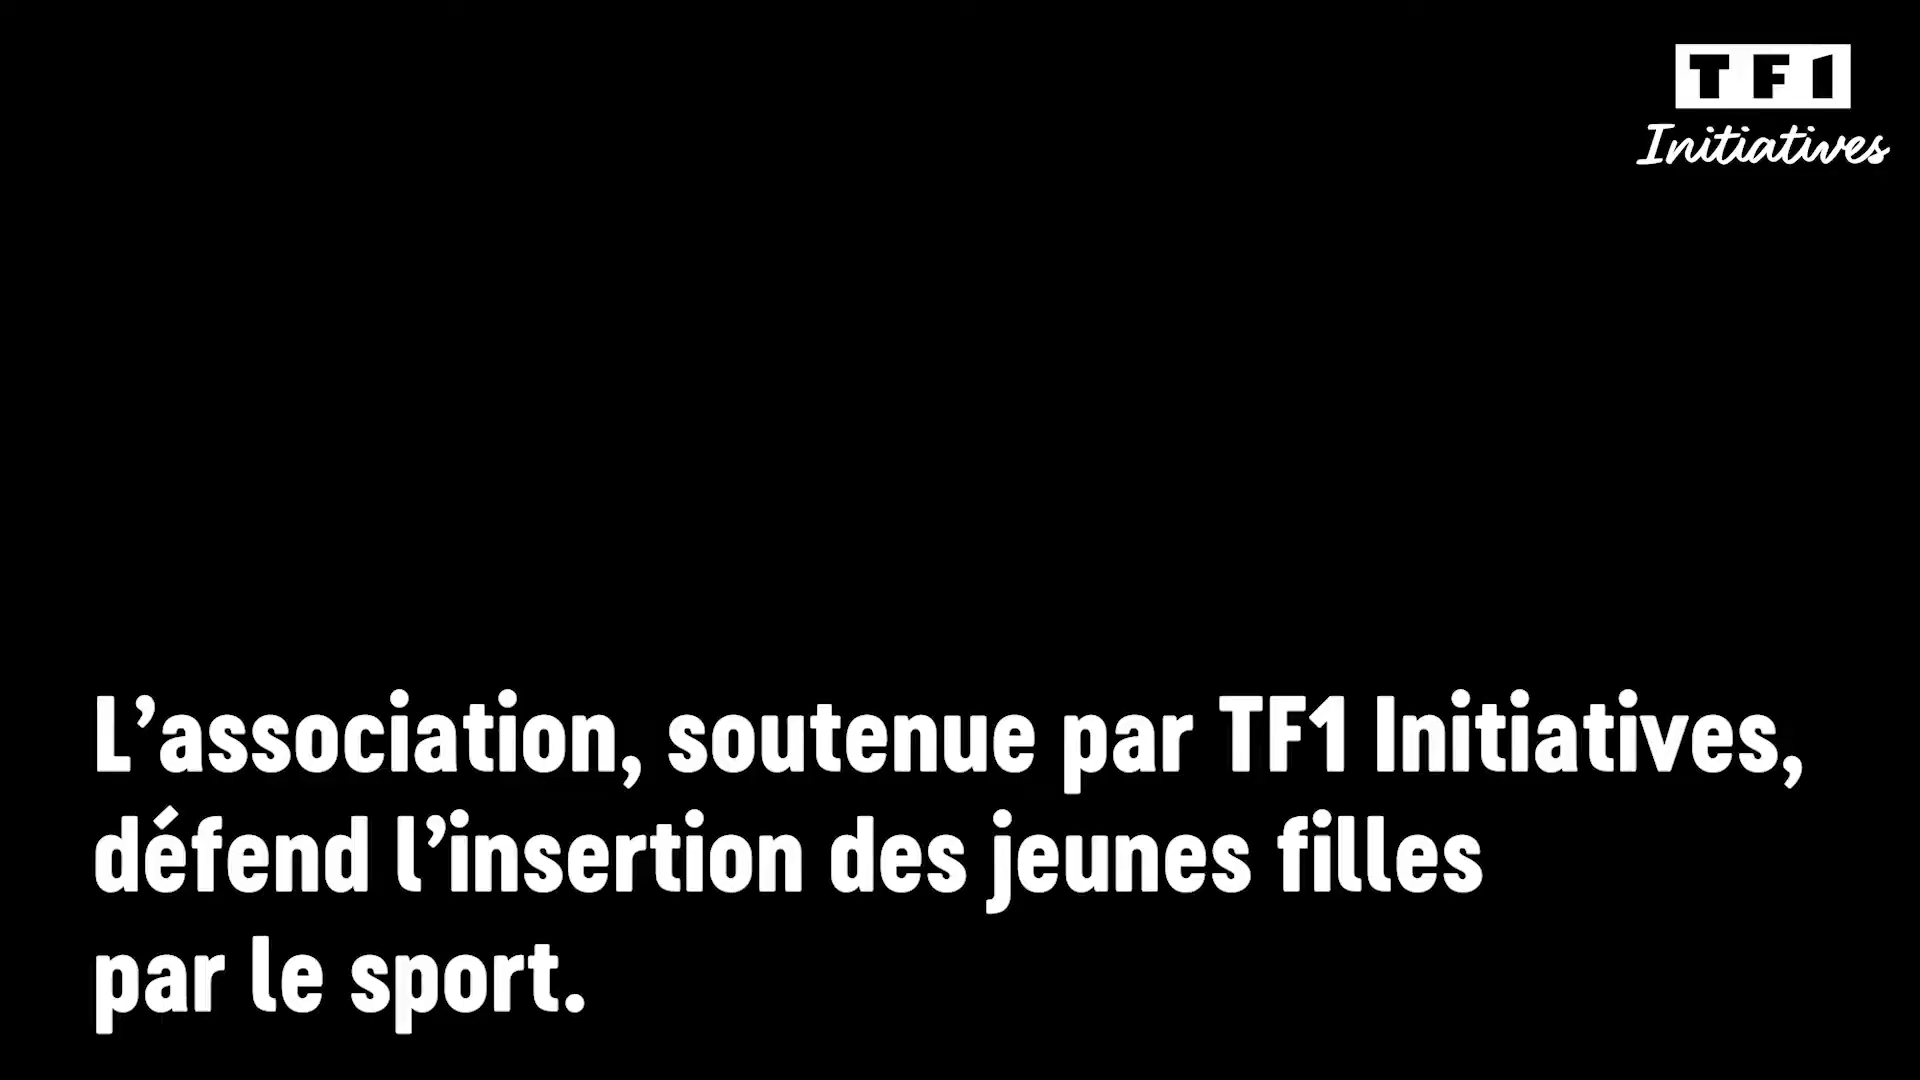 TF1
Initiatives
L’association, soutenue par TF1 Initiatives,
défend l’insertion des jeunes filles
par le sport.